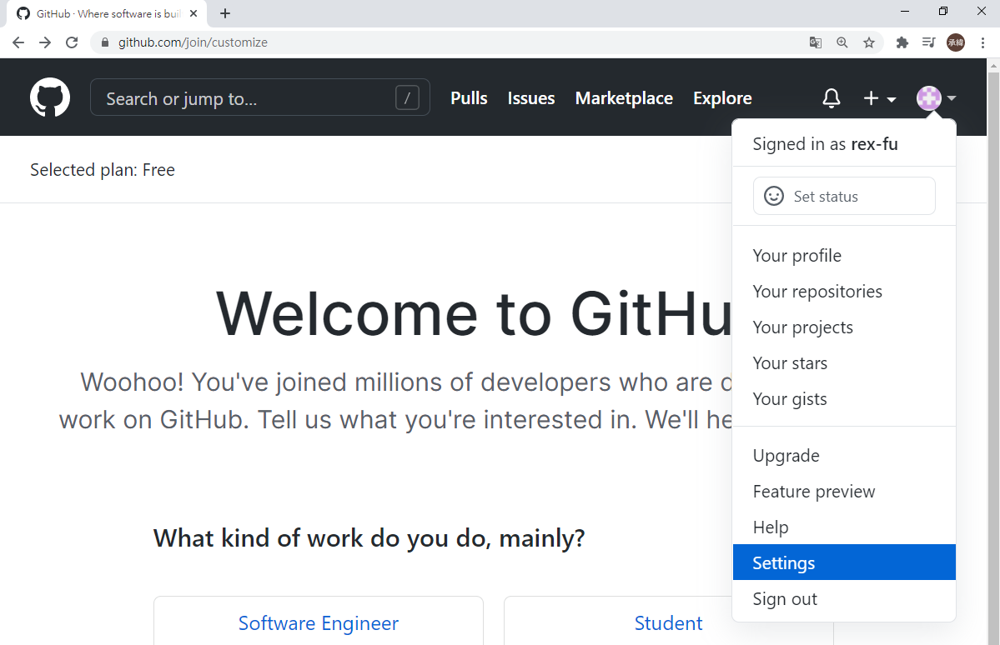 GitHub · Where software is buil
github.com/join/customize
承緯
Search or jump to... /
Pulls Issues Marketplace Explore
Signed in as rex-fu
Selected plan: Free
Set status
Your profile
Your repositories
Your projects
Your stars
Your gists
Upgrade
Feature preview
Help
Settings
Sign out
Welcome to GitHu
Woohoo! You've joined millions of developers who are d
work on GitHub. Tell us what you're interested in. We'll he
What kind of work do you do, mainly?
Software Engineer
Student